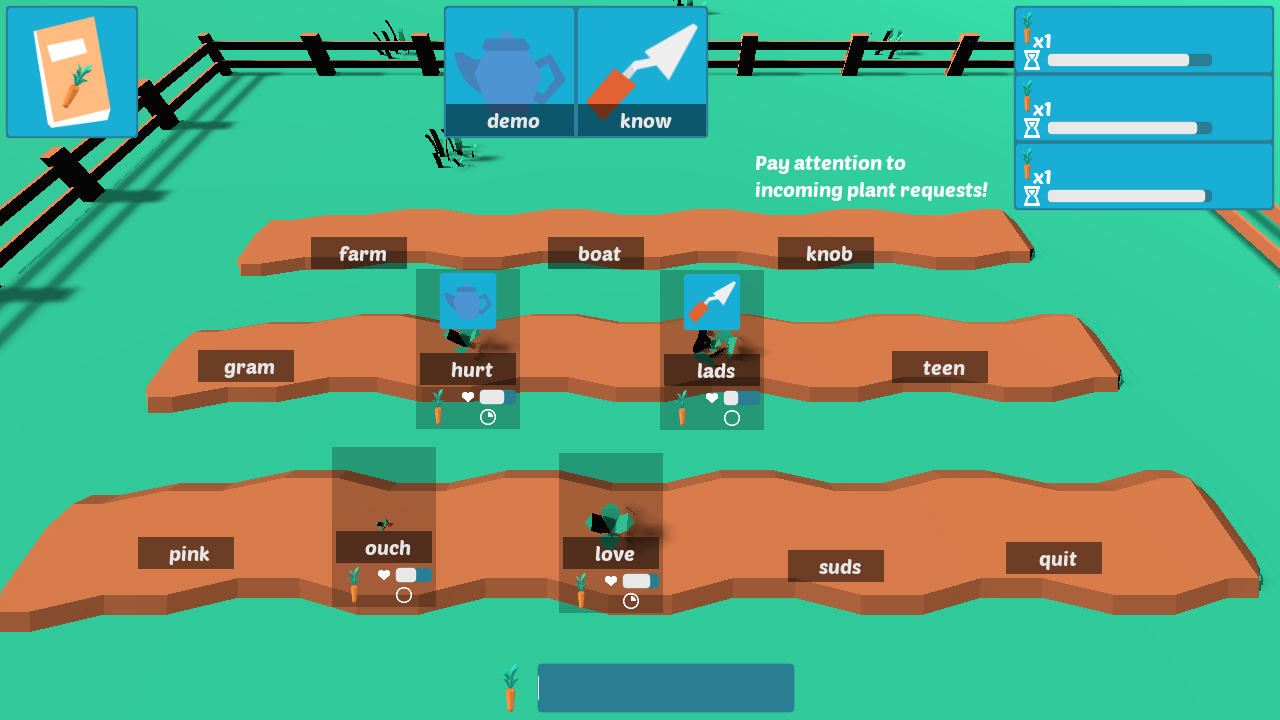 demo
know
x1
x1
x1
Pay attention to
incoming plant requests!
farm
boat
knob
gram
hurt
lads
teen
pink
ouch
love
suds
quit